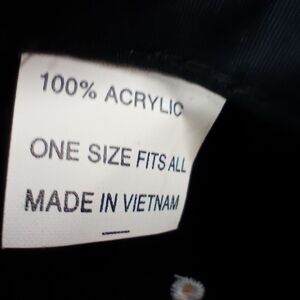 100% ACRYLIC
ONE SIZE FITS ALL
MADE IN VIETNAM